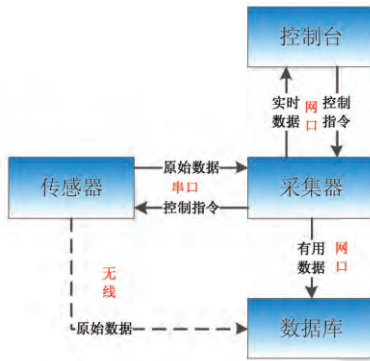 控制台
实时
数据
网
口
控制
指令
原始数据
串口
控制指令
传感器
采集器
有用
数据
网
口
无
线
原始数据
数据库